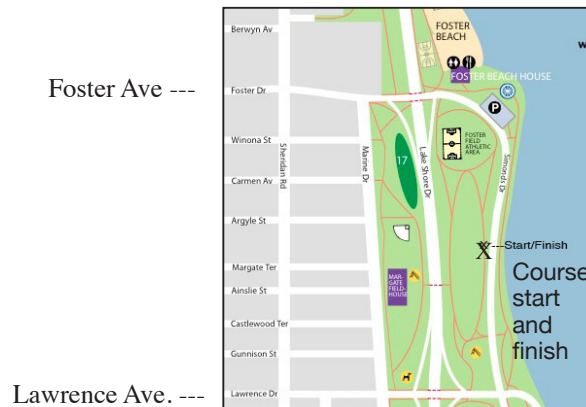 Foster Ave ---
Lawrence Ave. ---
Berwyn Av
Foster Dr
Winona St
Carmen Av
Argyle St
Margate Ter
Ainslie St
Castlewood Ter
Gunnison St
Lawrence Dr
Sheridan Rd
Marine Dr
17
Lake Shore Dr
MAR-
GATE
FIELD-
HOUSE
FOSTER
BEACH
FOSTER BEACH HOUSE
P
FOSTER
FIELD
ATHLETIC
AREA
Simonds Dr
X ---Start/Finish
Course
start
and
finish
W